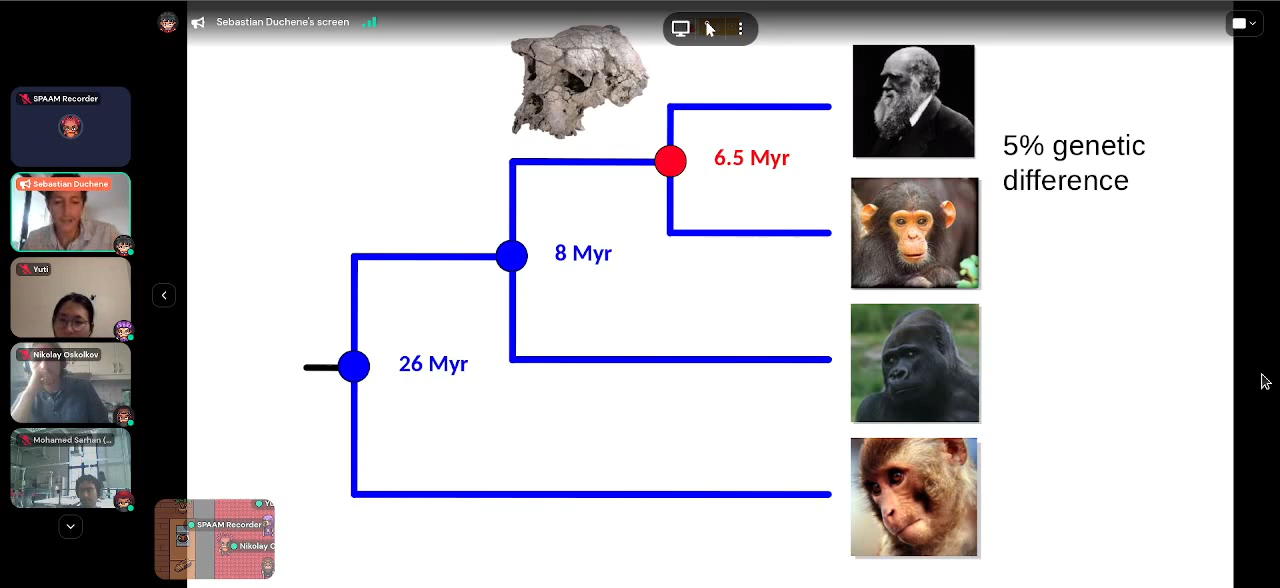 Sebastian Duchene's screen
SPAAM Recorder
Sebastian Duchene
Yuti
Nikolay Oskolkov
Mohamed Sarhan (...
SPAAM Recorder
Nikolay O
6.5 Myr
8 Myr
26 Myr
5% genetic
difference